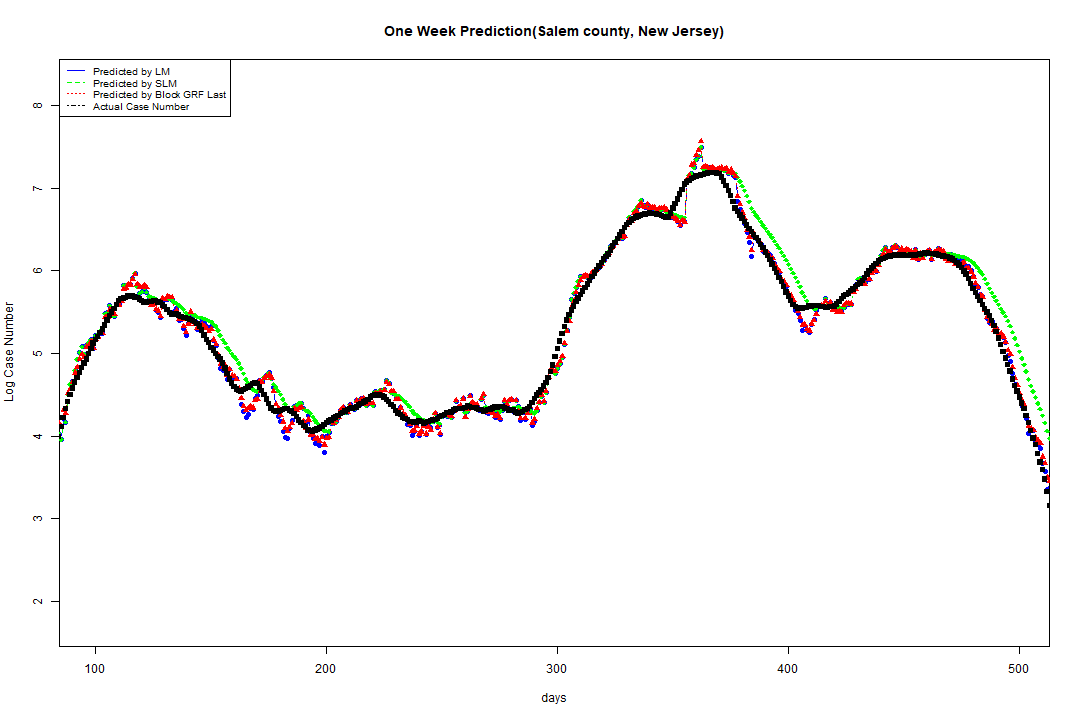 One Week Prediction(Salem county, New Jersey)
Predicted by LM
Predicted by SLM
Predicted by Block GRF Last
Actual Case Number
8
7
6
5
4
3
2
Log Case Number
100 200 300 400 500
days